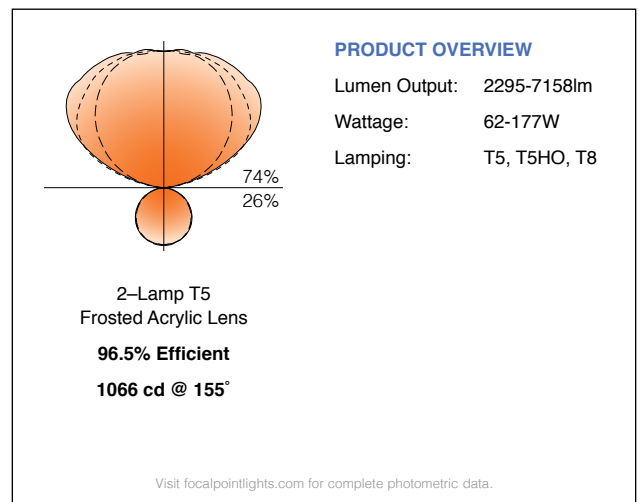 74%
26%
2–Lamp T5
Frosted Acrylic Lens
96.5% Efficient
1066 cd @ 155˚
PRODUCT OVERVIEW
Lumen Output: 2295-7158lm
Wattage: 62-177W
Lamping: T5, T5HO, T8
Visit focalpointlights.com for complete photometric data.